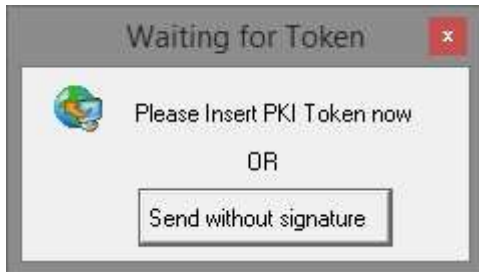 Waiting for Token
x
Please Insert PKI Token now
OR
Send without signature